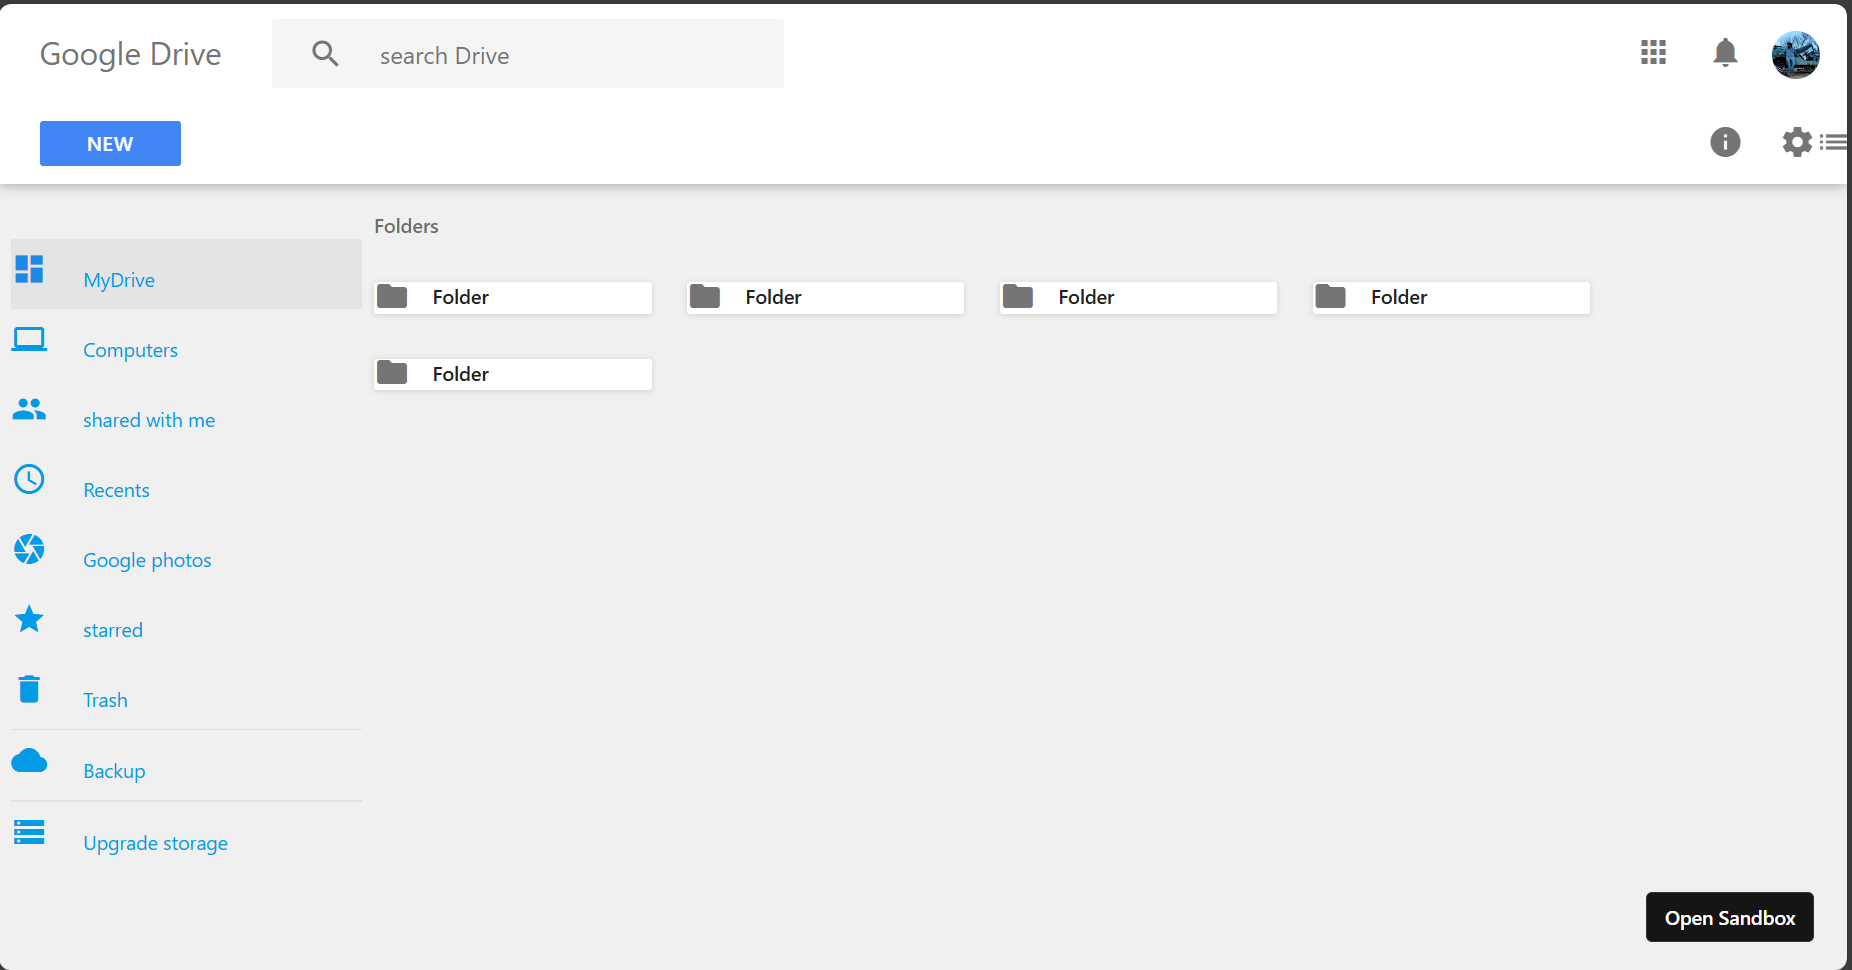 Google Drive
search Drive
NEW
Folders
MyDrive
Folder Folder Folder Folder
Computers
Folder
shared with me
Recents
Google photos
starred
Trash
Backup
Upgrade storage
Open Sandbox